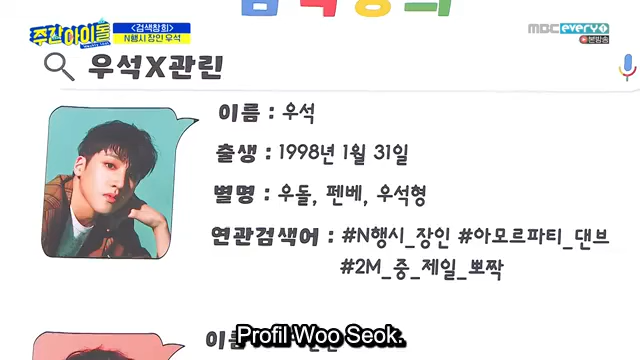 주간아이돌
<검색창회>
N행시 장인 우석
MBC every1
본방송
우석X관린
이름 : 우석
출생 : 1998년 1월 31일
별명 : 우돌, 펜베, 우석형
연관검색어 : #N행시_장인 #아모르파티_댄브
#2M_중_제일_뽀짝
Profil Woo Seok.